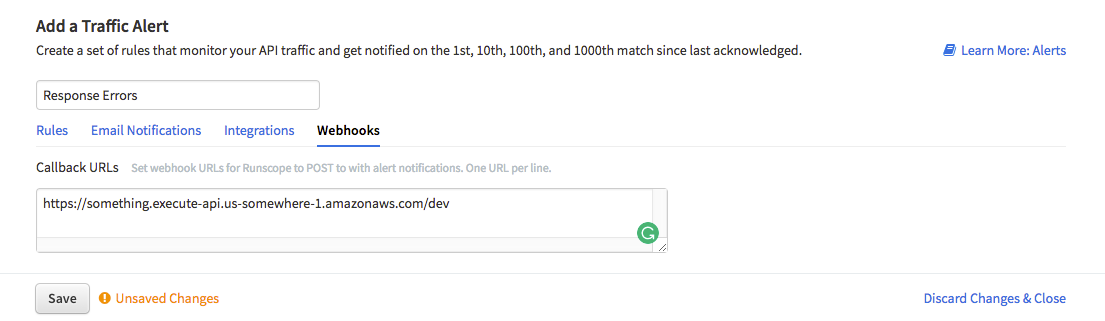 Add a Traffic Alert
Create a set of rules that monitor your API traffic and get notified on the 1st, 10th, 100th, and 1000th match since last acknowledged.
Learn More: Alerts
Response Errors
Rules Email Notifications Integrations Webhooks
Callback URLs Set webhook URLs for Runscope to POST to with alert notifications. One URL per line.
https://something.execute-api.us-somewhere-1.amazonaws.com/dev
Save Unsaved Changes Discard Changes & Close